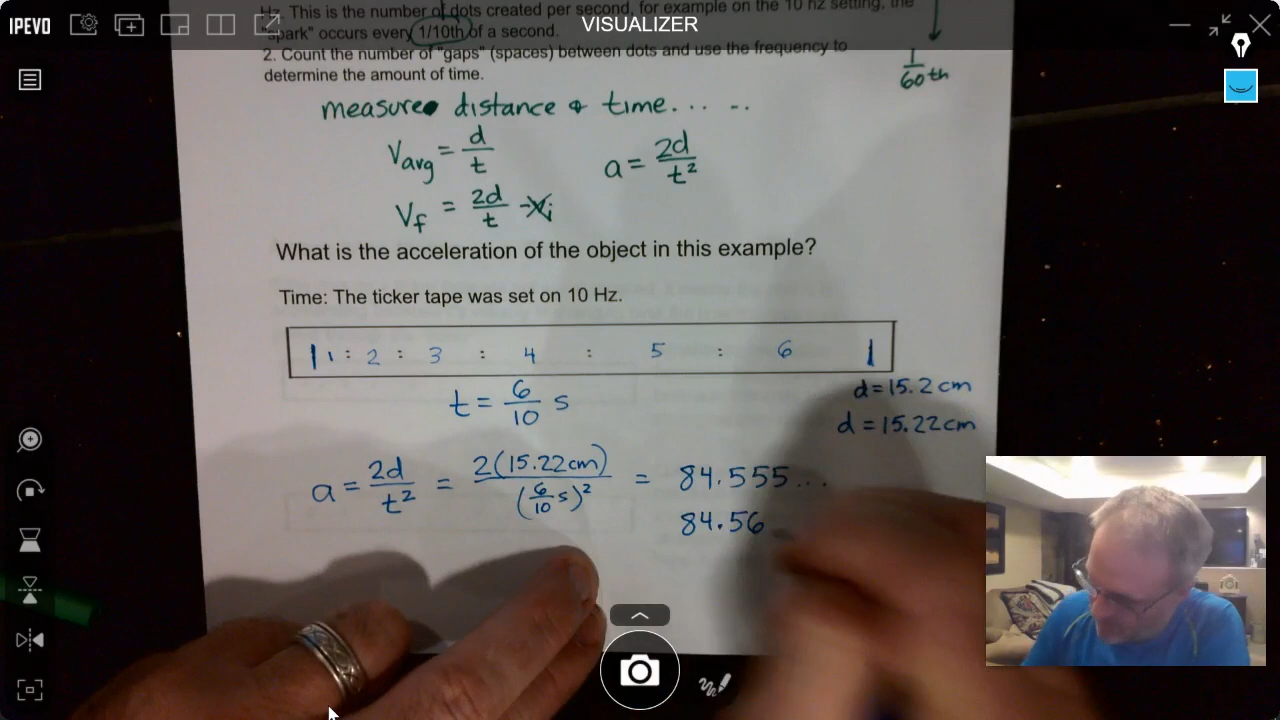 IPEVO
VISUALIZER
Hz. This is the number of dots created per second, for example on the 10 hz setting, the
"spark" occurs every 1/10th of a second.
2. Count the number of "gaps" (spaces) between dots and use the frequency to
determine the amount of time.
1/60 th
measure distance & time... ..
Vavg = d/t
a = 2d/t²
Vf = 2d/t - Vi
What is the acceleration of the object in this example?
Time: The ticker tape was set on 10 Hz.
1 : 2 : 3 : 4 : 5 : 6
t = 6/10 s
d = 15.2 cm
d = 15.22 cm
a = 2d/t² = 2(15.22cm)/(6/10 s)² = 84.555...
84.56